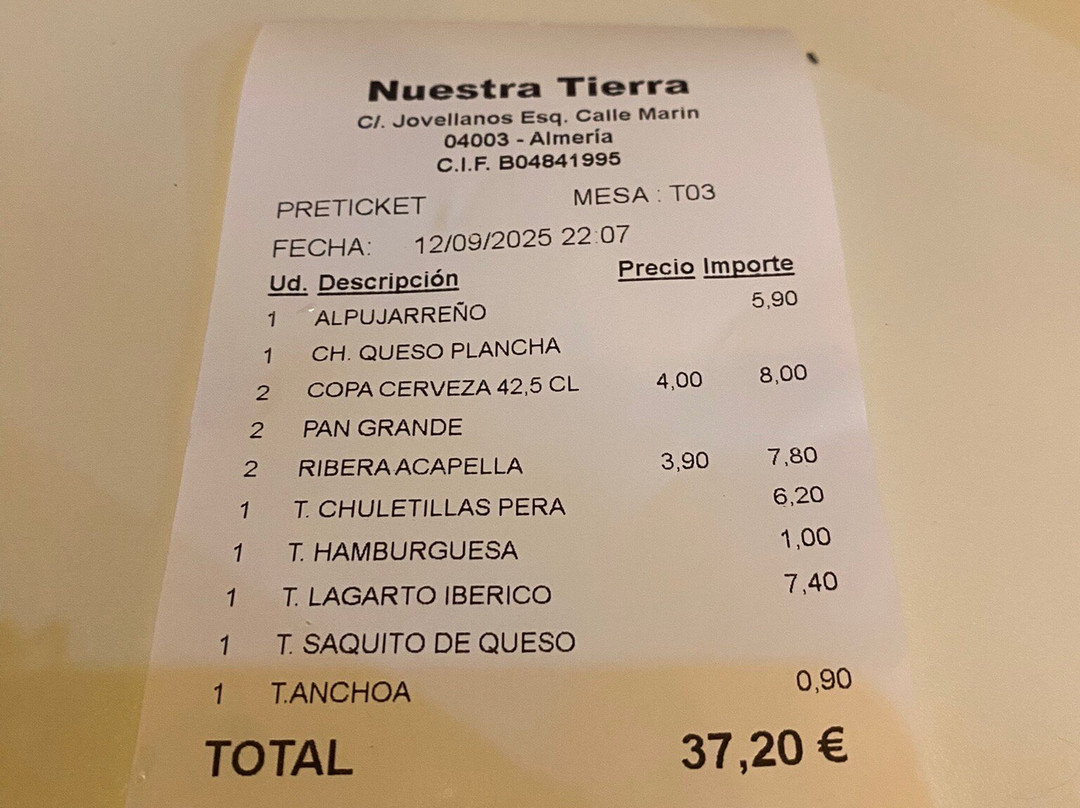 Nuestra Tierra
C/. Jovellanos Esq. Calle Marin
04003 - Almería
C.I.F. B04841995
PRETICKET MESA : T03
FECHA: 12/09/2025 22:07
Ud. Descripción Precio Importe
1 ALPUJARREÑO 5,90
1 CH. QUESO PLANCHA
2 COPA CERVEZA 42,5 CL 4,00 8,00
2 PAN GRANDE
2 RIBERA ACAPELLA 3,90 7,80
1 T. CHULETILLAS PERA 6,20
1 T. HAMBURGUESA 1,00
1 T. LAGARTO IBERICO 7,40
1 T. SAQUITO DE QUESO
1 T.ANCHOA 0,90
TOTAL 37,20 €